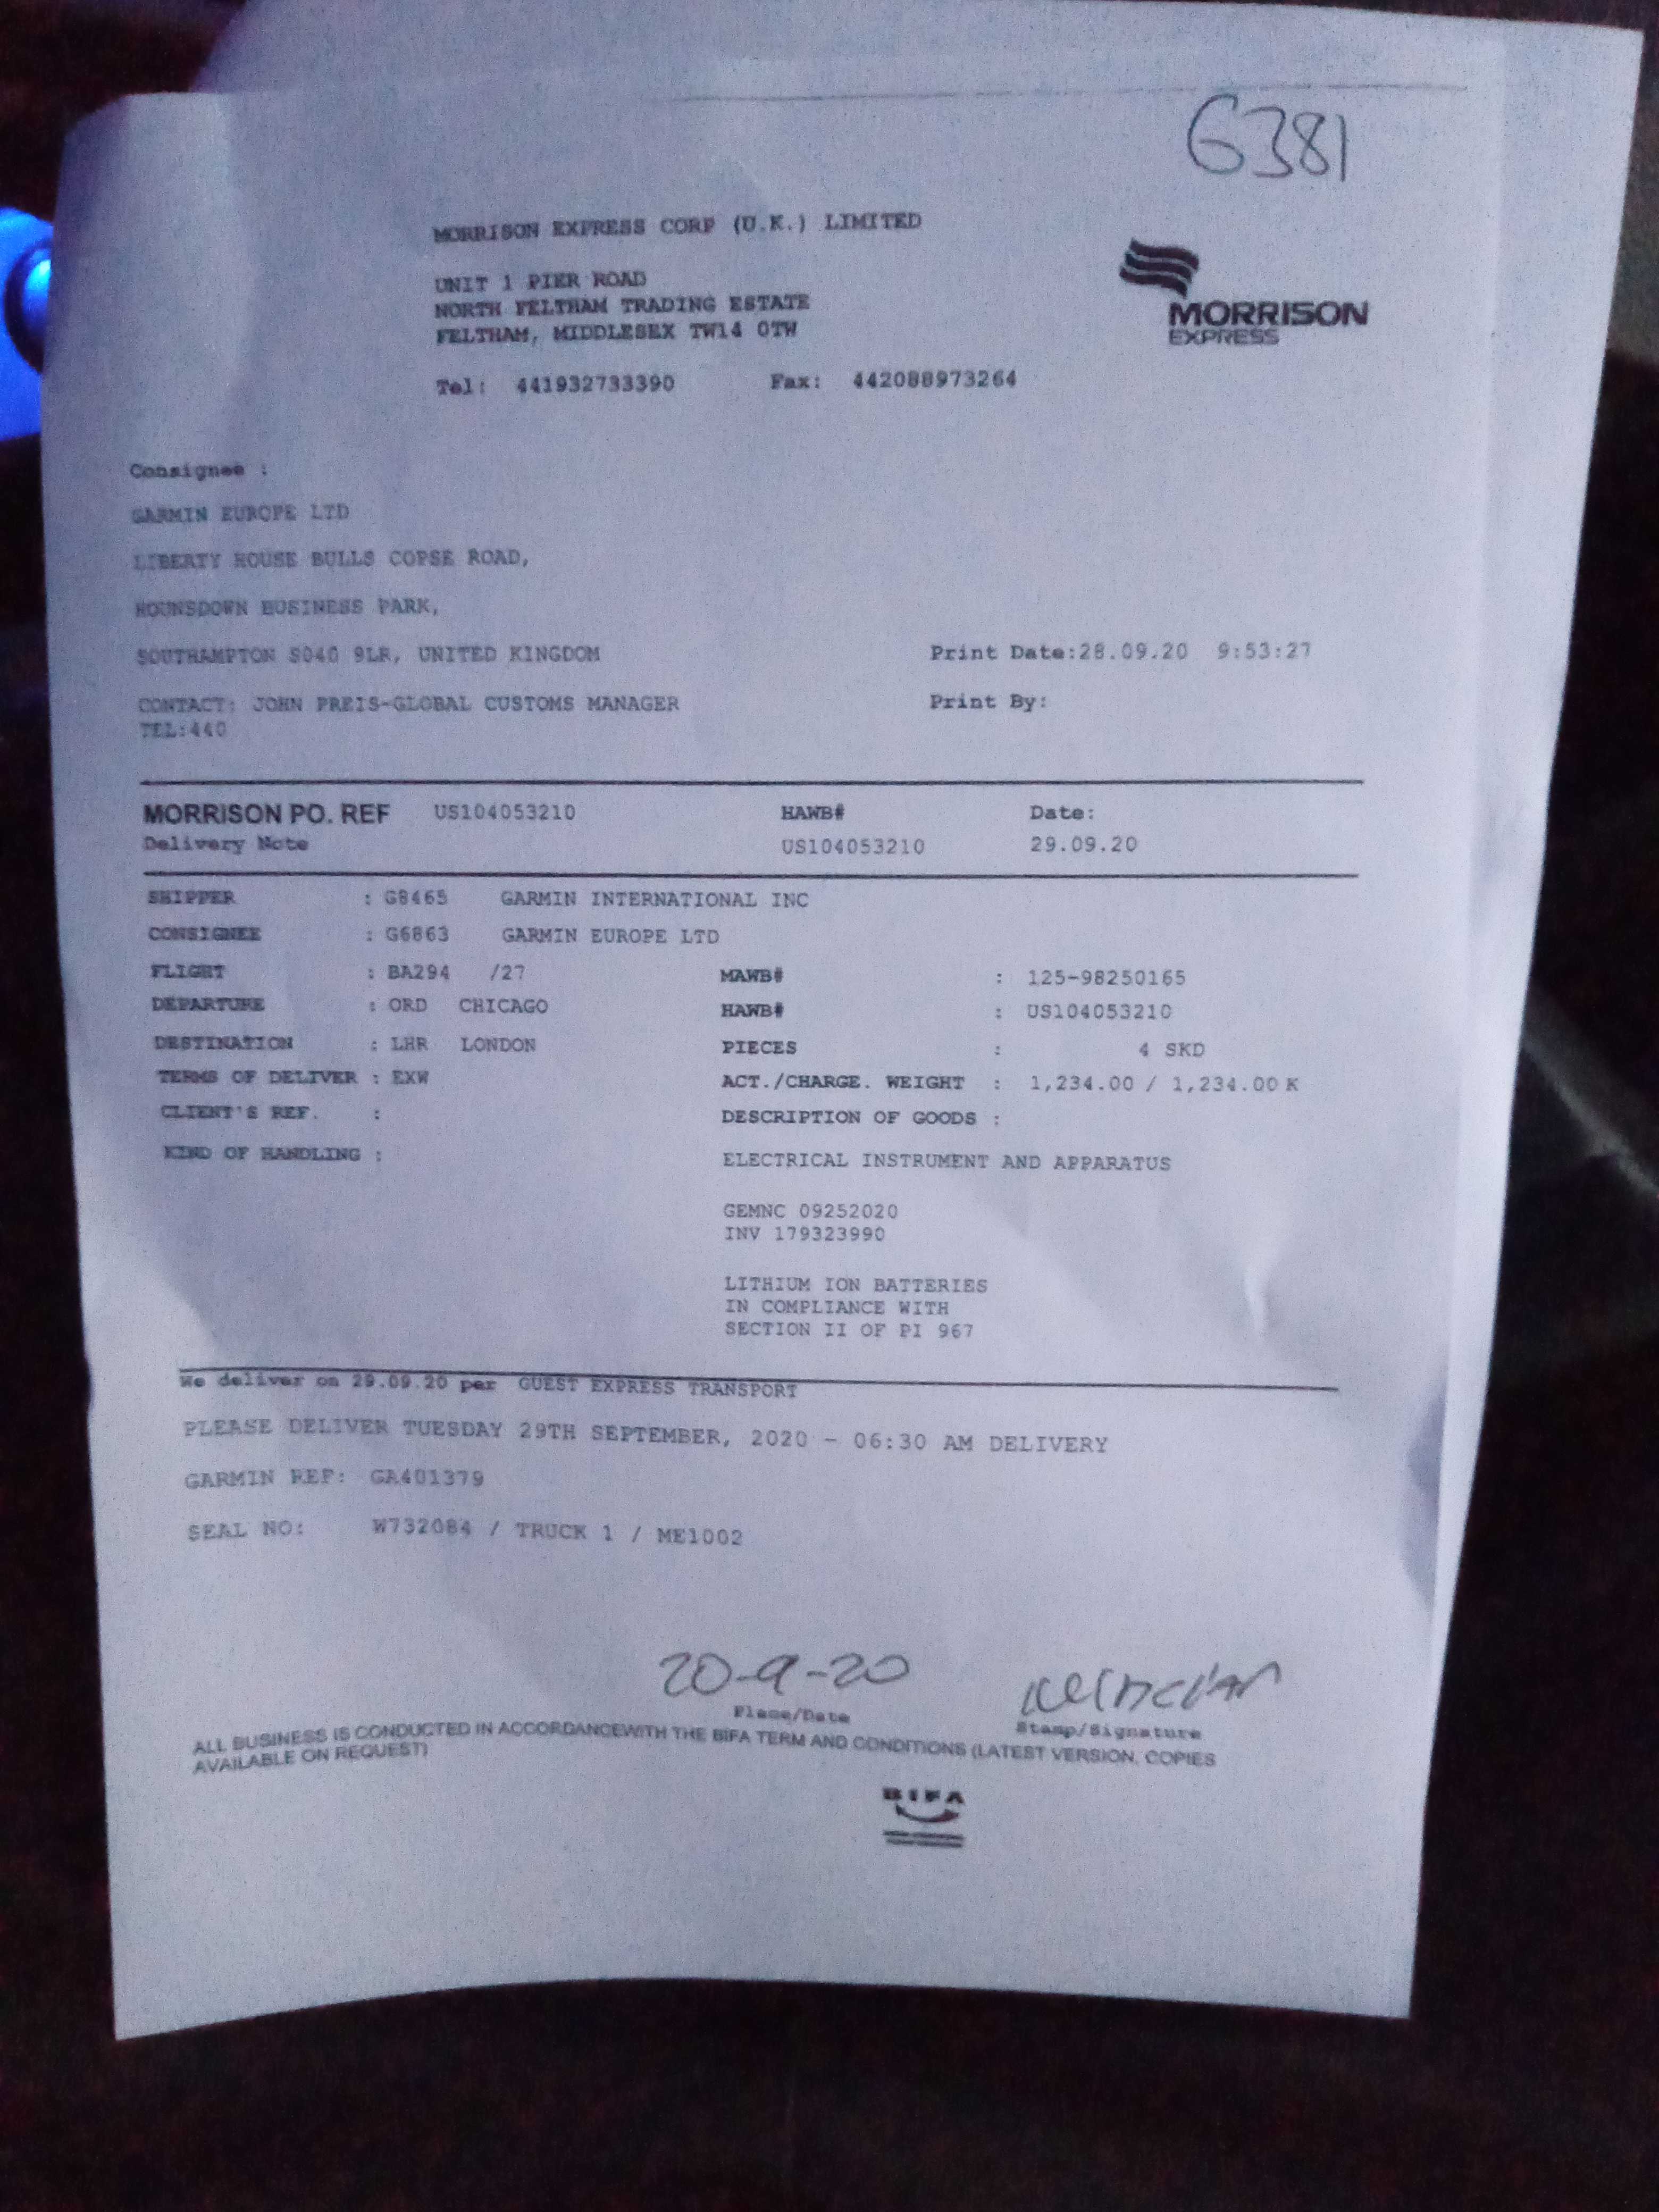 G381
MORRISON EXPRESS CORP (U.K.) LIMITED
UNIT 1 PIER ROAD
NORTH FELTHAM TRADING ESTATE
FELTHAM, MIDDLESEX TW14 0TW
MORRISON
EXPRESS
Tel: 441932733390 Fax: 442088973264
Consignee :
GARMIN EUROPE LTD
LIBERTY HOUSE BULLS COPSE ROAD,
HOUNSDOWN BUSINESS PARK,
SOUTHAMPTON SO40 9LR, UNITED KINGDOM
Print Date:28.09.20 9:53:27
CONTACT: JOHN PREIS-GLOBAL CUSTOMS MANAGER
Print By:
TEL:440
MORRISON PO. REF US104053210 HAWB# Date:
Delivery Note US104053210 29.09.20
SHIPPER : G8465 GARMIN INTERNATIONAL INC
CONSIGNEE : G6863 GARMIN EUROPE LTD
FLIGHT : BA294 /27 MAWB# : 125-98250165
DEPARTURE : ORD CHICAGO HAWB# : US104053210
DESTINATION : LHR LONDON PIECES : 4 SKD
TERMS OF DELIVER : EXW ACT./CHARGE. WEIGHT : 1,234.00 / 1,234.00 K
CLIENT'S REF. : DESCRIPTION OF GOODS :
KIND OF HANDLING : ELECTRICAL INSTRUMENT AND APPARATUS
GEMNC 09252020
INV 179323990
LITHIUM ION BATTERIES
IN COMPLIANCE WITH
SECTION II OF PI 967
We deliver on 29.09.20 per GUEST EXPRESS TRANSPORT
PLEASE DELIVER TUESDAY 29TH SEPTEMBER, 2020 - 06:30 AM DELIVERY
GARMIN REF: GA401379
SEAL NO: W732084 / TRUCK 1 / ME1002
20-9-20
Place/Date Stamp/Signature
ALL BUSINESS IS CONDUCTED IN ACCORDANCEWITH THE BIFA TERM AND CONDITIONS (LATEST VERSION, COPIES
AVAILABLE ON REQUEST)
BIFA